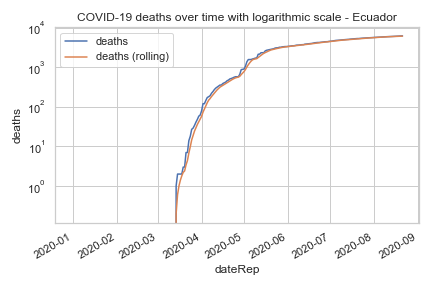 COVID-19 deaths over time with logarithmic scale - Ecuador
deaths
deaths (rolling)
10^4
10^3
10^2
10^1
10^0
deaths
2020-01
2020-02
2020-03
2020-04
2020-05
2020-06
2020-07
2020-08
2020-09
dateRep